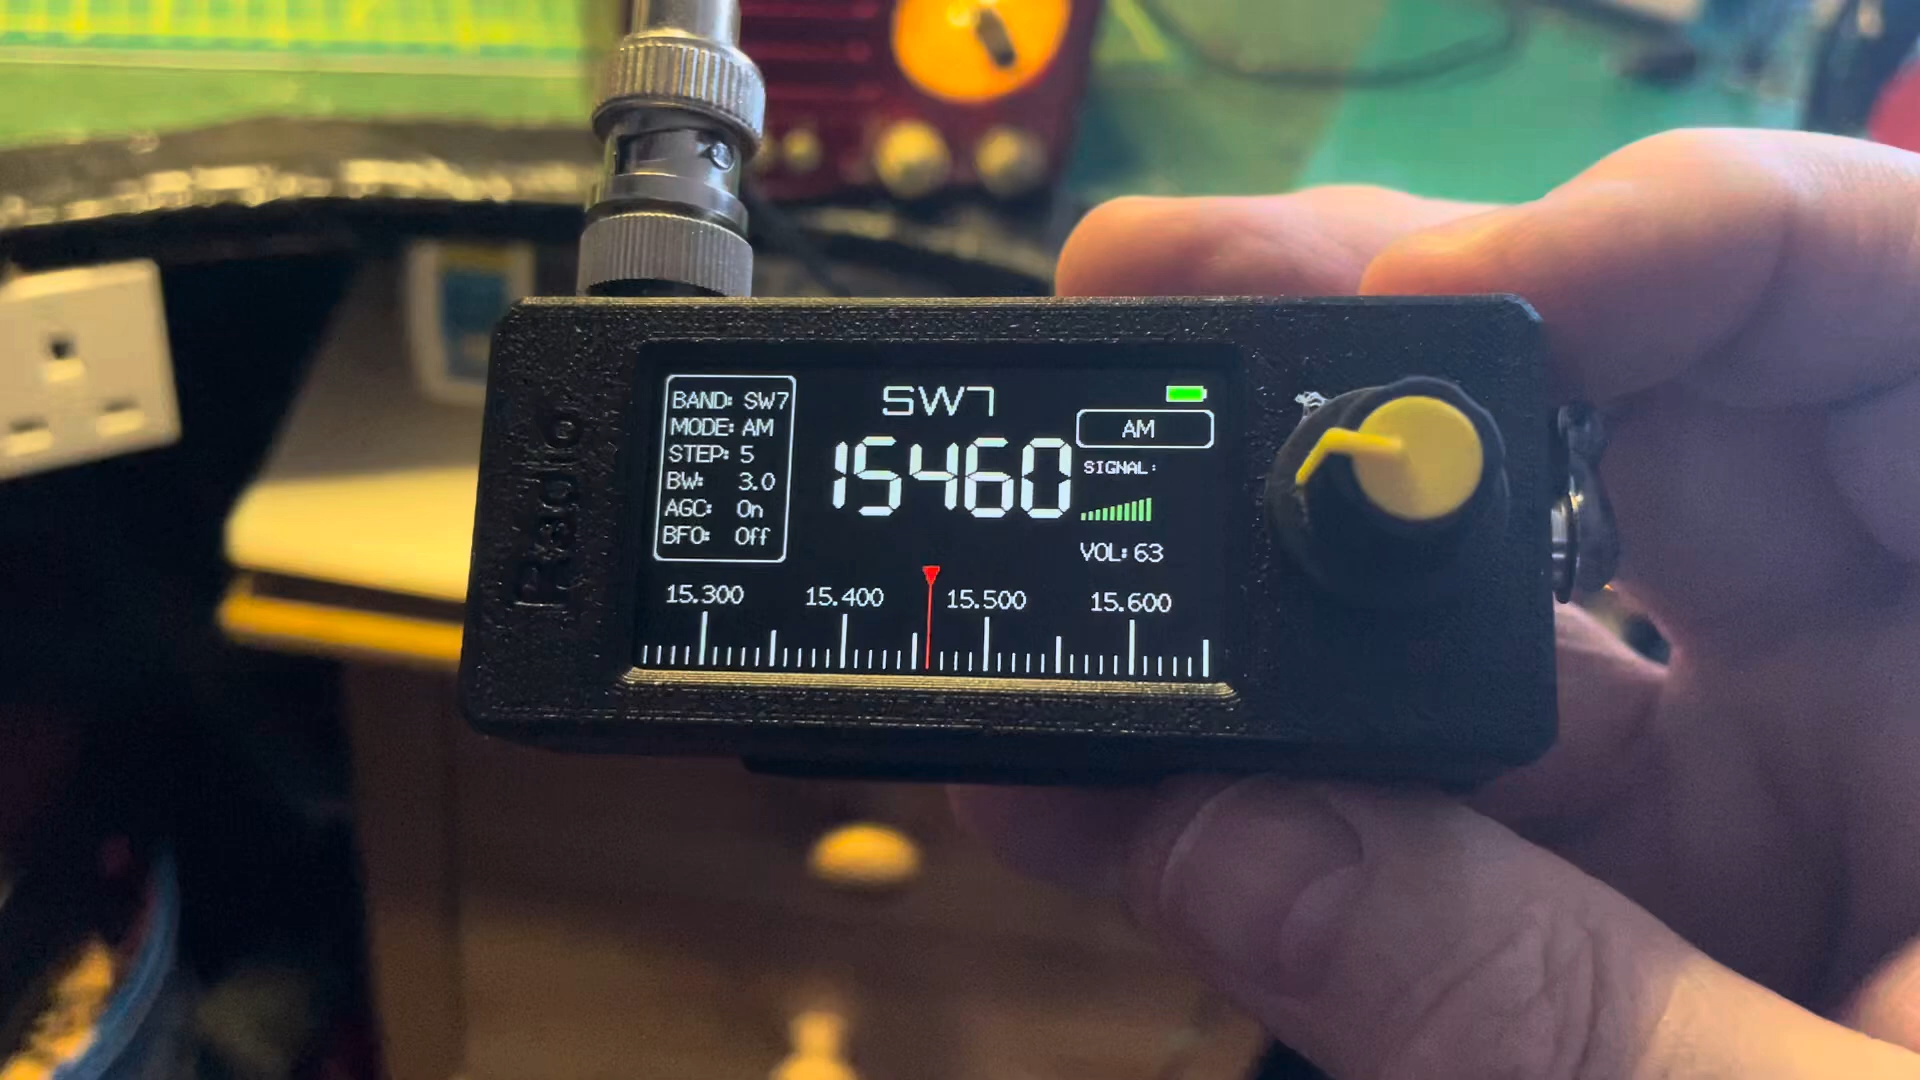 Radio
BAND: SW7
MODE: AM
STEP: 5
BW: 3.0
AGC: On
BFO: Off
SW7
15460
AM
SIGNAL:
VOL: 63
15.300 15.400 15.500 15.600